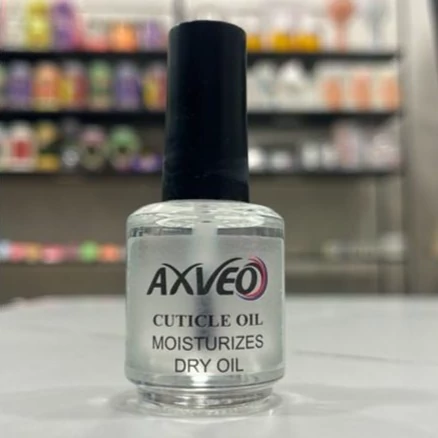 AXVEO
CUTICLE OIL
MOISTURIZES
DRY OIL